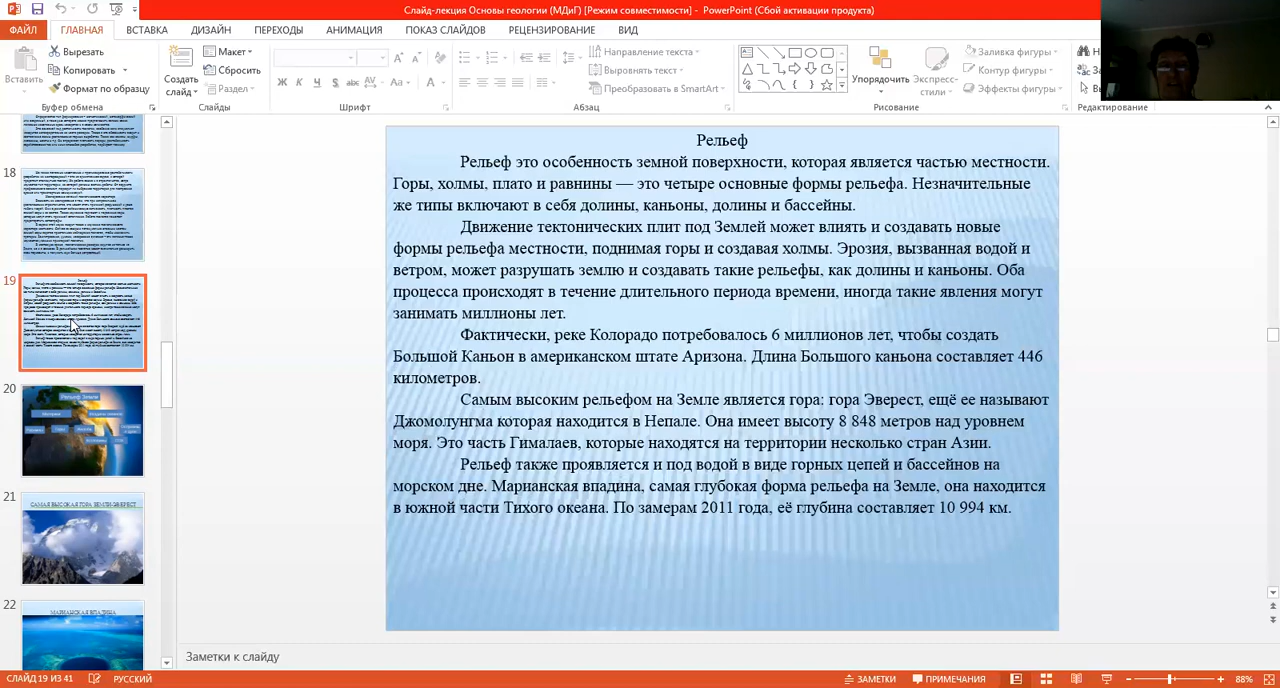 Слайд-лекция Основы геологии (МДиГ) [Режим совместимости] - PowerPoint (Сбой активации продукта)
ФАЙЛ ГЛАВНАЯ ВСТАВКА ДИЗАЙН ПЕРЕХОДЫ АНИМАЦИЯ ПОКАЗ СЛАЙДОВ РЕЦЕНЗИРОВАНИЕ ВИД
Вставить
Вырезать
Копировать
Формат по образцу
Буфер обмена
Создать слайд
Макет
Сбросить
Раздел
Слайды
Ж К Ч S abc AV Aa A
Шрифт
Направление текста
Выровнять текст
Преобразовать в SmartArt
Абзац
Упорядочить
Экспресс-стили
Заливка фигуры
Контур фигуры
Эффекты фигуры
Рисование
Редактирование
18
19
20
Рельеф Земли
21
САМАЯ ВЫСОКАЯ ГОРА ЗЕМЛИ-ЭВЕРЕСТ
22
МАРИАНСКАЯ ВПАДИНА
Рельеф
Рельеф это особенность земной поверхности, которая является частью местности.
Горы, холмы, плато и равнины — это четыре основные формы рельефа. Незначительные
же типы включают в себя долины, каньоны, долины и бассейны.
Движение тектонических плит под Землей может влиять и создавать новые
формы рельефа местности, поднимая горы и создавая холмы. Эрозия, вызванная водой и
ветром, может разрушать землю и создавать такие рельефы, как долины и каньоны. Оба
процесса происходят в течение длительного периода времени, иногда такие явления могут
занимать миллионы лет.
Фактически, реке Колорадо потребовалось 6 миллионов лет, чтобы создать
Большой Каньон в американском штате Аризона. Длина Большого каньона составляет 446
километров.
Самым высоким рельефом на Земле является гора: гора Эверест, ещё ее называют
Джомолунгма которая находится в Непале. Она имеет высоту 8 848 метров над уровнем
моря. Это часть Гималаев, которые находятся на территории несколько стран Азии.
Рельеф также проявляется и под водой в виде горных цепей и бассейнов на
морском дне. Марианская впадина, самая глубокая форма рельефа на Земле, она находится
в южной части Тихого океана. По замерам 2011 года, её глубина составляет 10 994 км.
Заметки к слайду
СЛАЙД 19 ИЗ 41 РУССКИЙ ЗАМЕТКИ ПРИМЕЧАНИЯ 88%